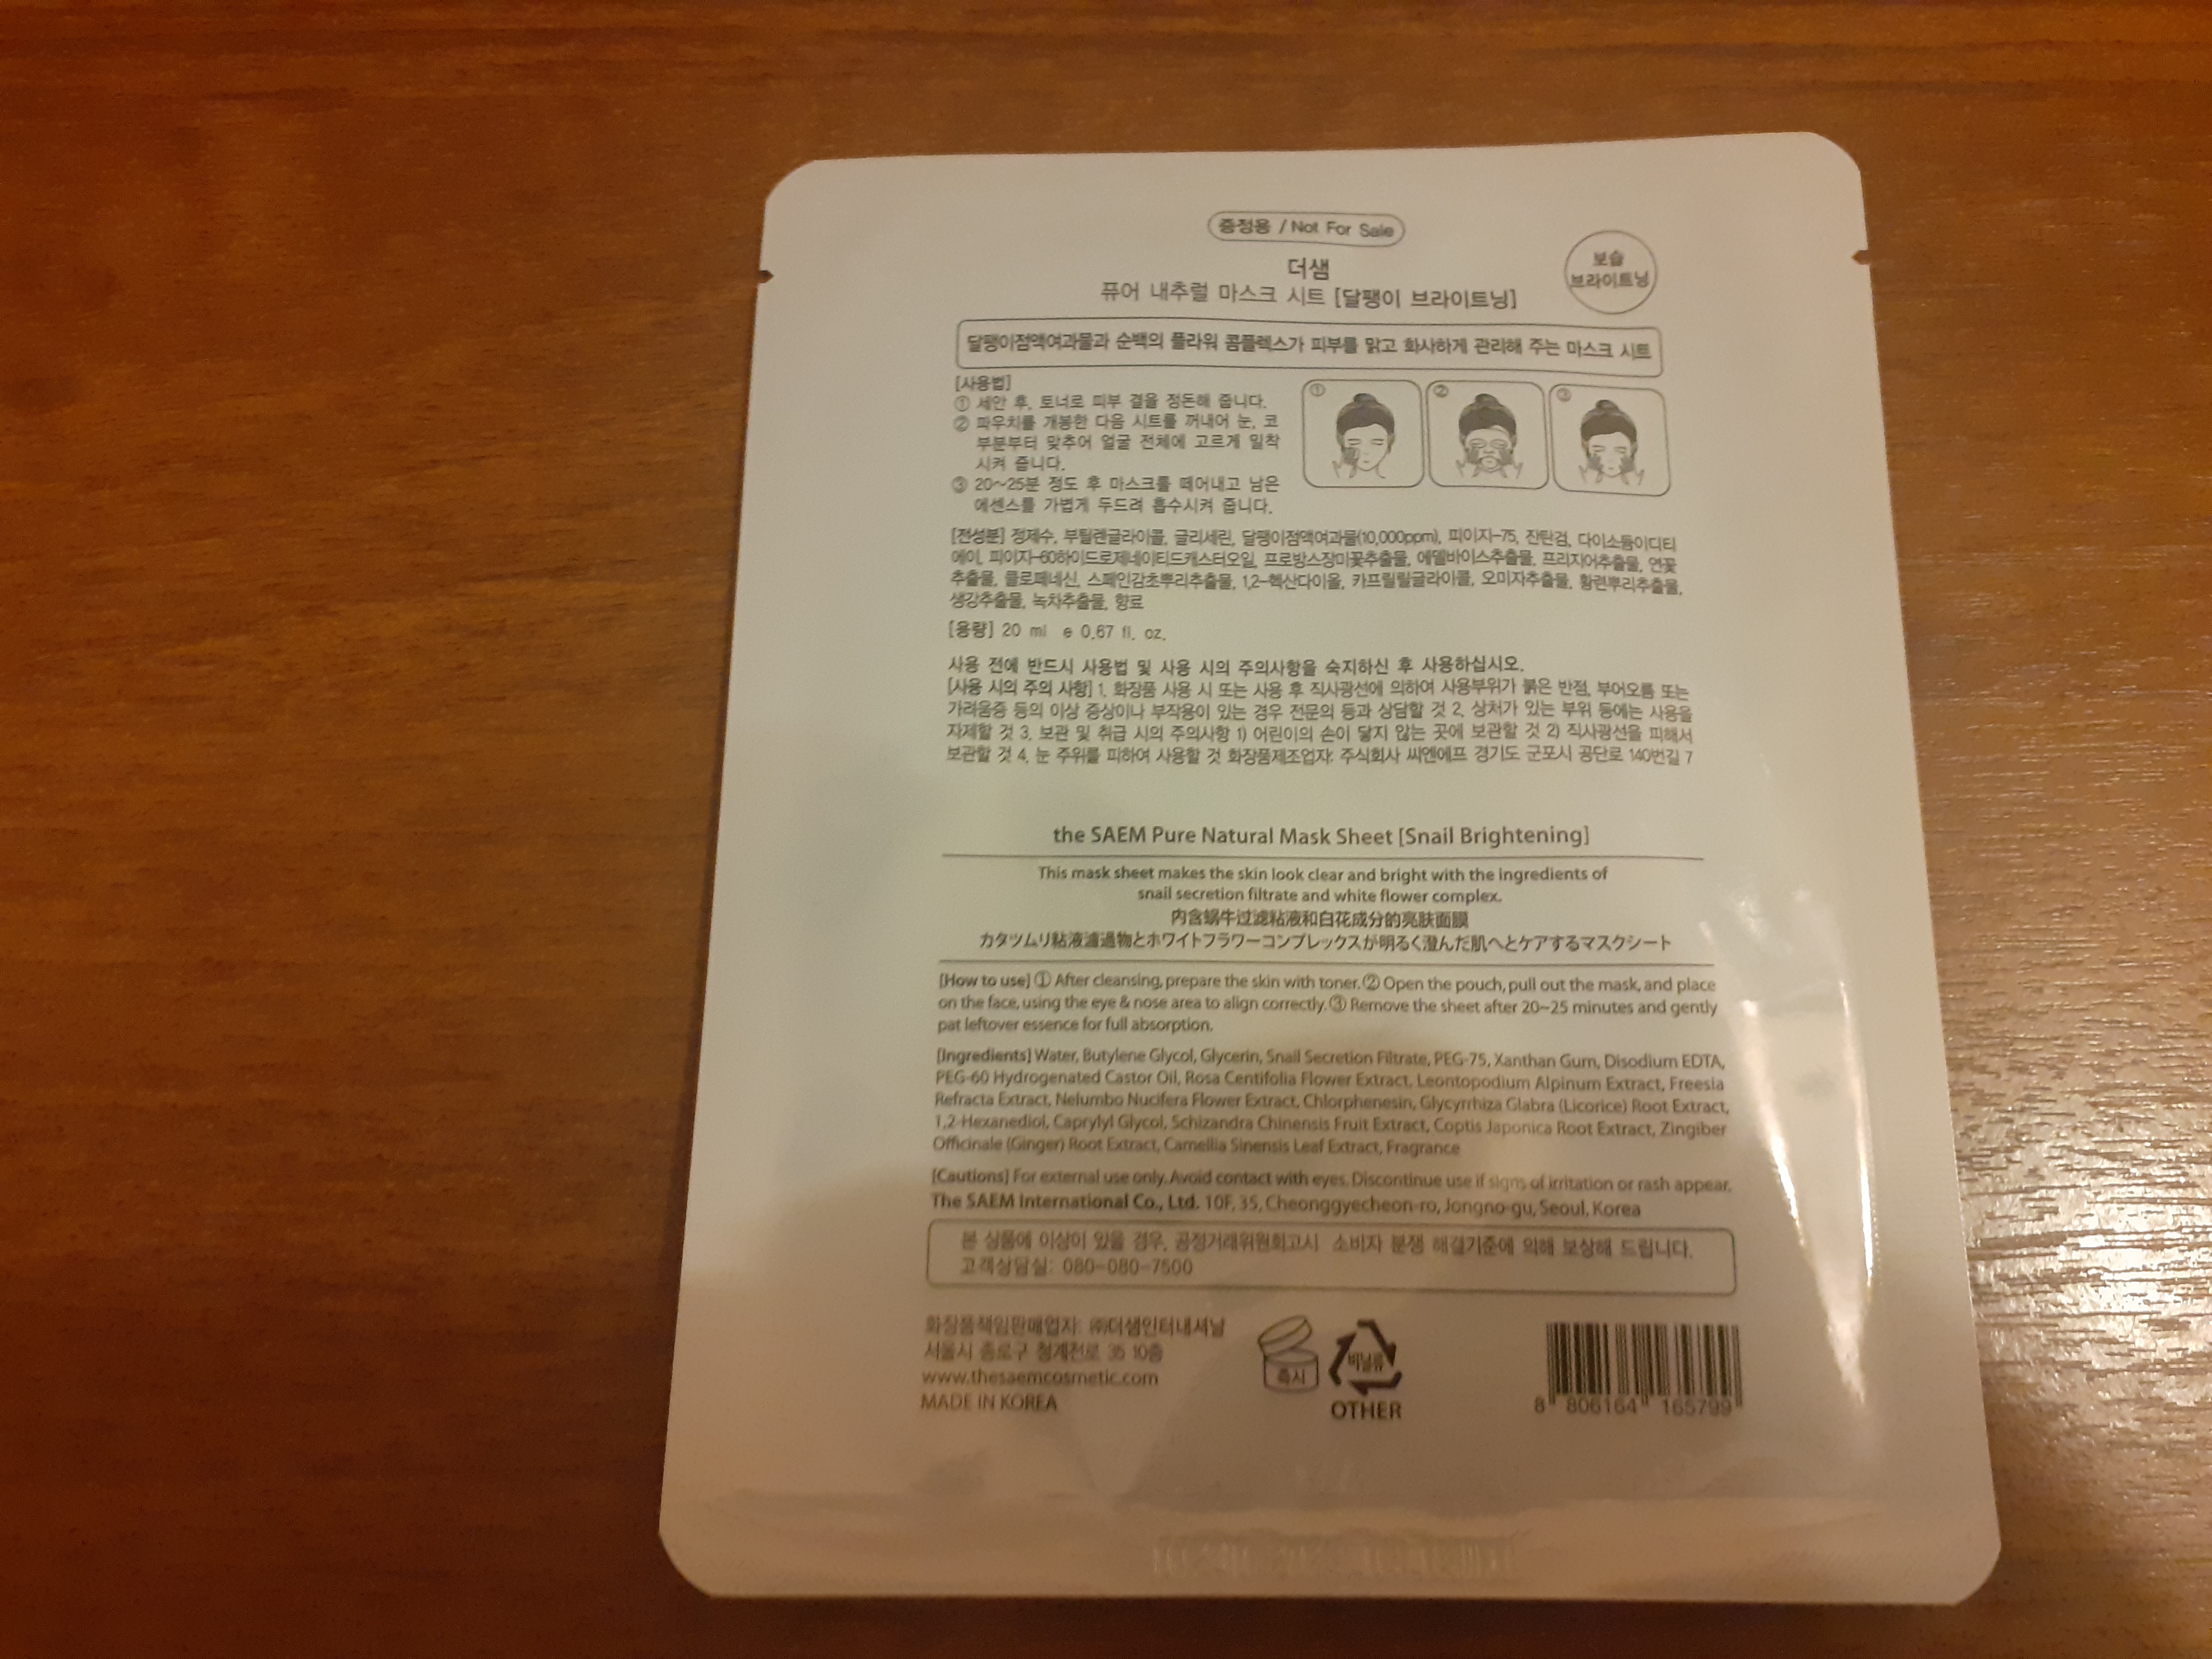 증정용 / Not For Sale
더샘
퓨어 내추럴 마스크 시트 [달팽이 브라이트닝]
보습
브라이트닝
달팽이점액여과물과 순백의 플라워 콤플렉스가 피부를 맑고 화사하게 관리해 주는 마스크 시트
[사용법]
① 세안 후, 토너로 피부 결을 정돈해 줍니다.
② 파우치를 개봉한 다음 시트를 꺼내어 눈, 코
부분부터 맞추어 얼굴 전체에 고르게 밀착
시켜 줍니다.
③ 20~25분 정도 후 마스크를 떼어내고 남은
에센스를 가볍게 두드려 흡수시켜 줍니다.
①
②
③
[전성분] 정제수, 부틸렌글라이콜, 글리세린, 달팽이점액여과물(10,000ppm), 피이지-75, 잔탄검, 다이소듐이디티
에이, 피이지-60하이드로제네이티드캐스터오일, 프로방스장미꽃추출물, 에델바이스추출물, 프리지어추출물, 연꽃
추출물, 클로페네신, 스페인감초뿌리추출물, 1,2-헥산다이올, 카프릴릴글라이콜, 오미자추출물, 황련뿌리추출물,
생강추출물, 녹차추출물, 향료
[용량] 20 ml e 0.67 fl. oz.
사용 전에 반드시 사용법 및 사용 시의 주의사항을 숙지하신 후 사용하십시오.
[사용 시의 주의 사항] 1. 화장품 사용 시 또는 사용 후 직사광선에 의하여 사용부위가 붉은 반점, 부어오름 또는
가려움증 등의 이상 증상이나 부작용이 있는 경우 전문의 등과 상담할 것 2. 상처가 있는 부위 등에는 사용을
자제할 것 3. 보관 및 취급 시의 주의사항 1) 어린이의 손이 닿지 않는 곳에 보관할 것 2) 직사광선을 피해서
보관할 것 4. 눈 주위를 피하여 사용할 것 화장품제조업자: 주식회사 씨엔에프 경기도 군포시 공단로 140번길 7
the SAEM Pure Natural Mask Sheet [Snail Brightening]
This mask sheet makes the skin look clear and bright with the ingredients of
snail secretion filtrate and white flower complex.
内含蜗牛过滤粘液和白花成分的亮肤面膜
カタツムリ粘液濾過物とホワイトフラワーコンプレックスが明るく澄んだ肌へとケアするマスクシート
[How to use] ① After cleansing, prepare the skin with toner. ② Open the pouch, pull out the mask, and place
on the face, using the eye & nose area to align correctly. ③ Remove the sheet after 20~25 minutes and gently
pat leftover essence for full absorption.
[Ingredients] Water, Butylene Glycol, Glycerin, Snail Secretion Filtrate, PEG-75, Xanthan Gum, Disodium EDTA,
PEG-60 Hydrogenated Castor Oil, Rosa Centifolia Flower Extract, Leontopodium Alpinum Extract, Freesia
Refracta Extract, Nelumbo Nucifera Flower Extract, Chlorphenesin, Glycyrrhiza Glabra (Licorice) Root Extract,
1,2-Hexanediol, Caprylyl Glycol, Schizandra Chinensis Fruit Extract, Coptis Japonica Root Extract, Zingiber
Officinale (Ginger) Root Extract, Camellia Sinensis Leaf Extract, Fragrance
[Cautions] For external use only. Avoid contact with eyes. Discontinue use if signs of irritation or rash appear.
The SAEM International Co., Ltd. 10F, 35, Cheonggyecheon-ro, Jongno-gu, Seoul, Korea
본 상품에 이상이 있을 경우, 공정거래위원회고시 소비자 분쟁 해결기준에 의해 보상해 드립니다.
고객상담실: 080-080-7500
화장품책임판매업자: ㈜더샘인터내셔날
서울시 종로구 청계천로 35 10층
www.thesaemcosmetic.com
MADE IN KOREA
즉시
비닐류
OTHER
8 806164 165799